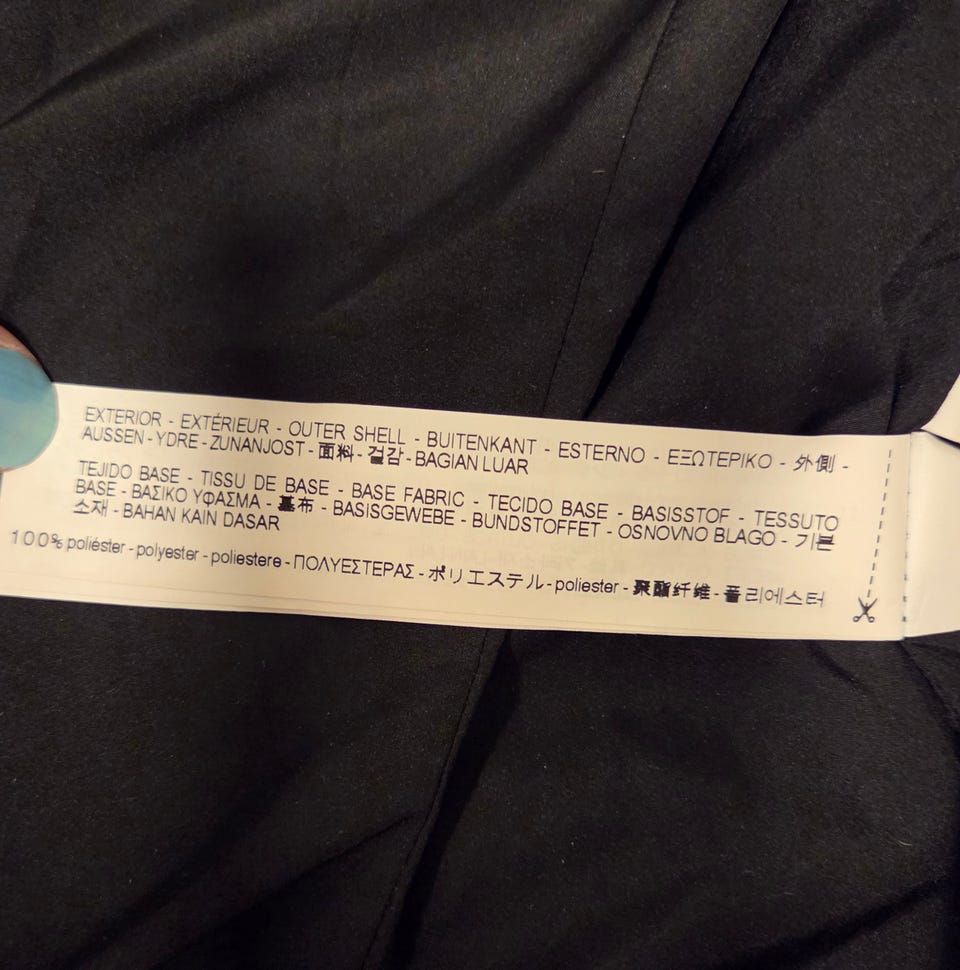 EXTERIOR - EXTÉRIEUR - OUTER SHELL - BUITENKANT - ESTERNO - ΕΞΩΤΕΡΙΚΟ - 外側 -
AUSSEN - YDRE - ZUNANJOST - 面料 - 겉감 - BAGIAN LUAR
TEJIDO BASE - TISSU DE BASE - BASE FABRIC - TECIDO BASE - BASISSTOF - TESSUTO
BASE - ΒΑΣΙΚΟ ΥΦΑΣΜΑ - 基布 - BASISGEWEBE - BUNDSTOFFET - OSNOVNO BLAGO - 기본
소재 - BAHAN KAIN DASAR
100% poliéster - polyester - poliestere - ΠΟΛΥΕΣΤΕΡΑΣ - ポリエステル - poliester - 聚酯纤维 - 폴리에스터